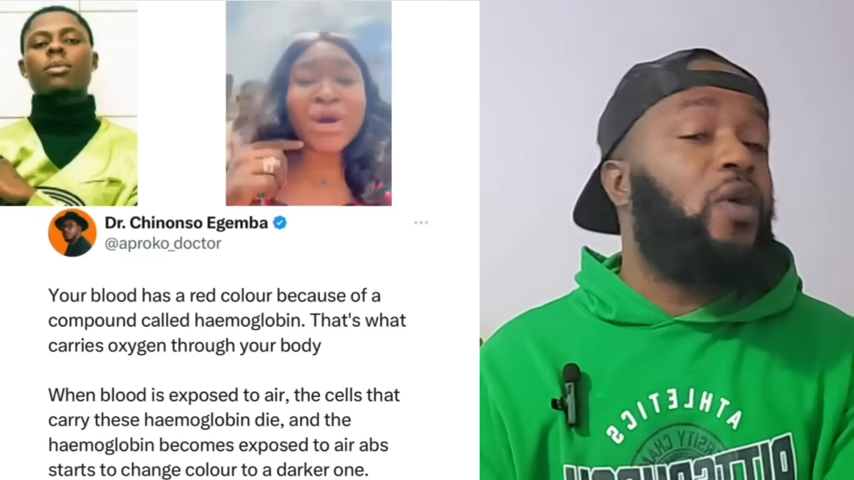 Dr. Chinonso Egemba
@aproko_doctor
Your blood has a red colour because of a
compound called haemoglobin. That's what
carries oxygen through your body
When blood is exposed to air, the cells that
carry these haemoglobin die, and the
haemoglobin becomes exposed to air abs
starts to change colour to a darker one.
ATHLETICS